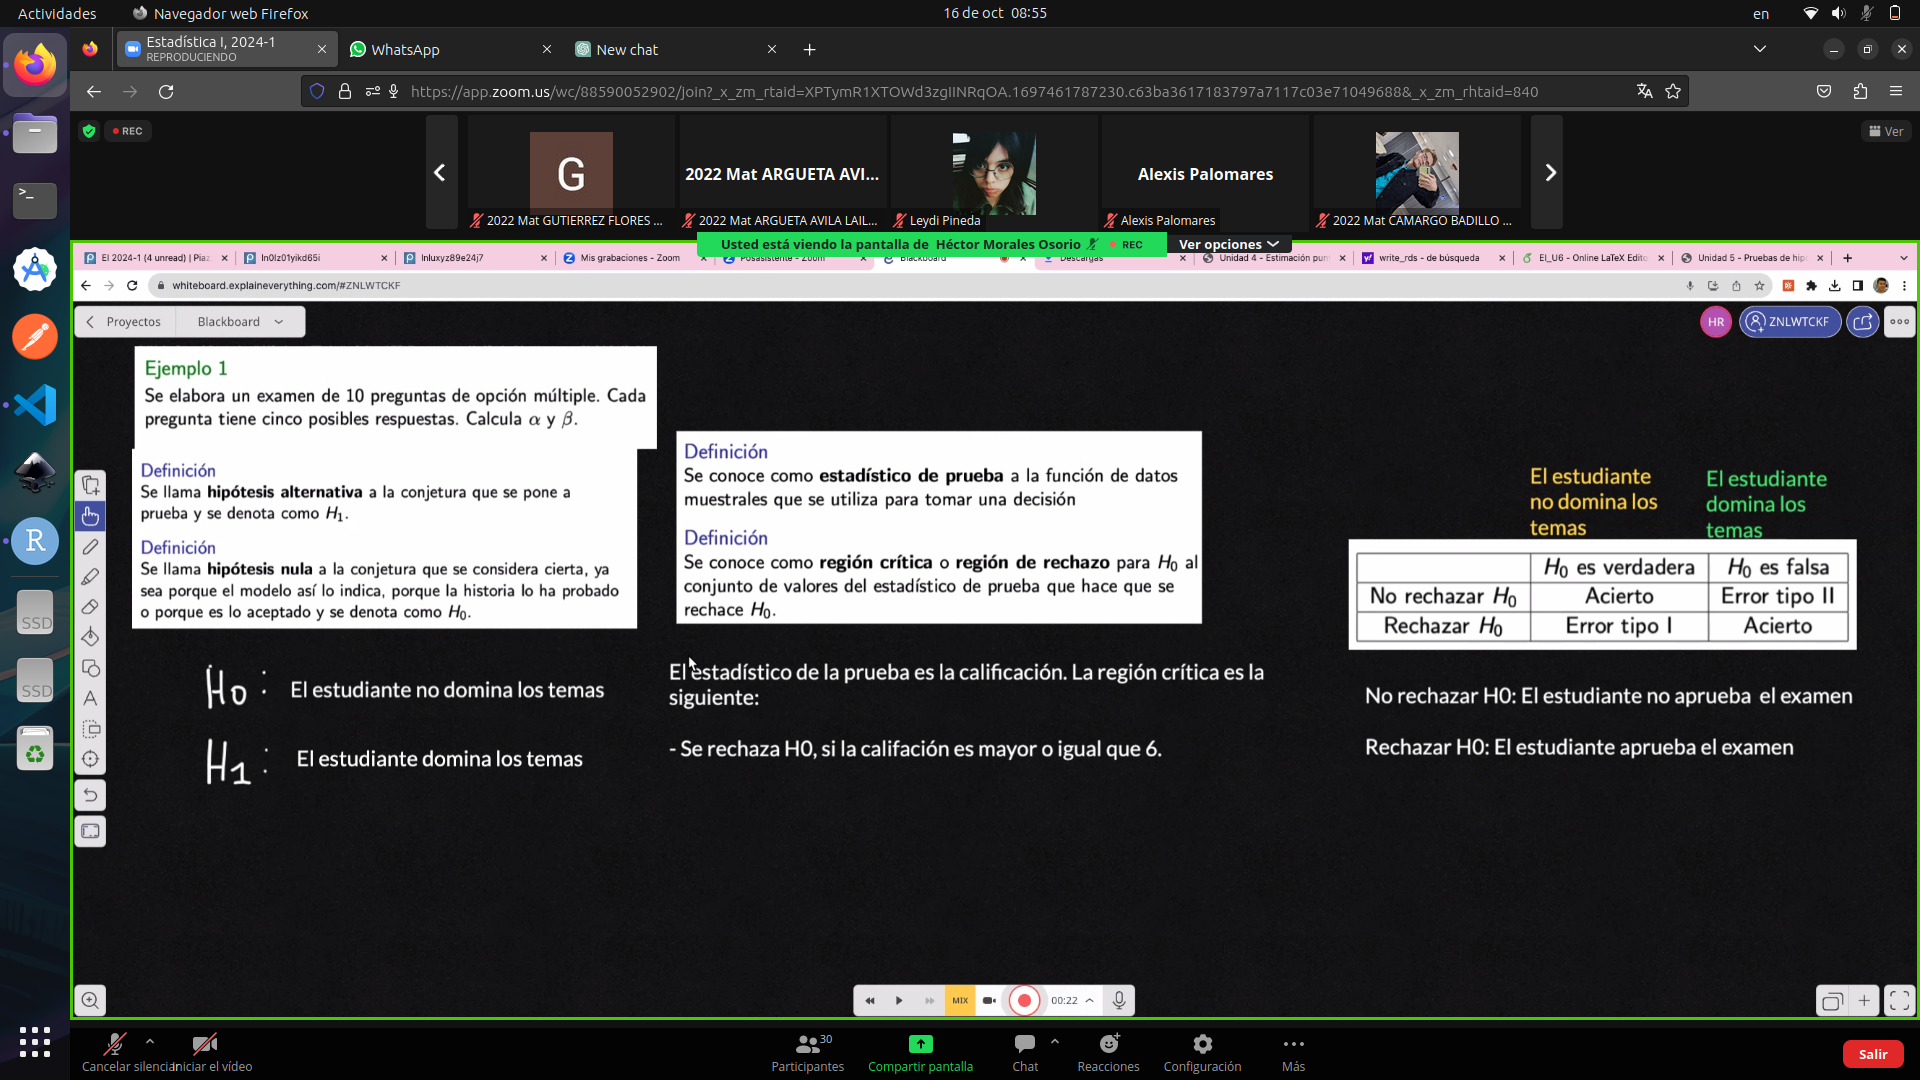 Actividades
Navegador web Firefox
16 de oct 08:55
en
Estadística I, 2024-1
REPRODUCIENDO
WhatsApp
New chat
https://app.zoom.us/wc/88590052902/join?_x_zm_rtaid=XPTymR1XTOWd3zgIINRqOA.1697461787230.c63ba3617183797a7117c03e71049688&_x_zm_rhtaid=840
REC
Ver
G
2022 Mat ARGUETA AVI...
Alexis Palomares
2022 Mat GUTIERREZ FLORES ...
2022 Mat ARGUETA AVILA LAIL...
Leydi Pineda
Alexis Palomares
2022 Mat CAMARGO BADILLO ...
Usted está viendo la pantalla de Héctor Morales Osorio
REC
Ver opciones
EI 2024-1 (4 unread) | Piaz
In0lz01yikd65i
lnluxyz89e24j7
Mis grabaciones - Zoom
Posasistente - Zoom
Blackboard
Descargas
Unidad 4 - Estimación pun
write_rds - de búsqueda
EI_U6 - Online LaTeX Edito
Unidad 5 - Pruebas de hip
whiteboard.explaineverything.com/#ZNLWTCKF
Proyectos
Blackboard
HR
ZNLWTCKF
Ejemplo 1
Se elabora un examen de 10 preguntas de opción múltiple. Cada
pregunta tiene cinco posibles respuestas. Calcula α y β.
Definición
Se llama hipótesis alternativa a la conjetura que se pone a
prueba y se denota como H₁.
Definición
Se llama hipótesis nula a la conjetura que se considera cierta, ya
sea porque el modelo así lo indica, porque la historia lo ha probado
o porque es lo aceptado y se denota como H₀.
H0 : El estudiante no domina los temas
H1 : El estudiante domina los temas
Definición
Se conoce como estadístico de prueba a la función de datos
muestrales que se utiliza para tomar una decisión
Definición
Se conoce como región crítica o región de rechazo para H₀ al
conjunto de valores del estadístico de prueba que hace que se
rechace H₀.
El estadístico de la prueba es la calificación. La región crítica es la
siguiente:
- Se rechaza H0, si la califación es mayor o igual que 6.
El estudiante
no domina los
temas
El estudiante
domina los
temas
H₀ es verdadera H₀ es falsa
No rechazar H₀ Acierto Error tipo II
Rechazar H₀ Error tipo I Acierto
No rechazar H0: El estudiante no aprueba el examen
Rechazar H0: El estudiante aprueba el examen
SSD
SSD
MIX
00:22
Cancelar silenciar
Iniciar el vídeo
30
Participantes
Compartir pantalla
Chat
Reacciones
Configuración
Más
Salir